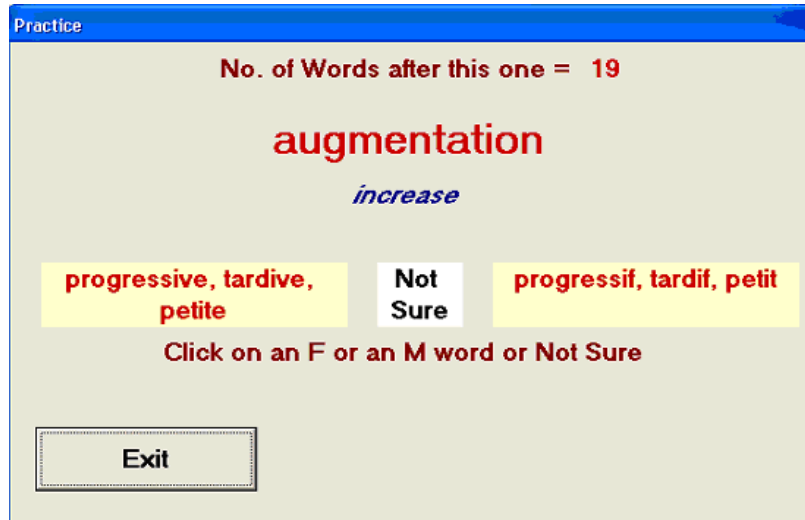 Practice
No. of Words after this one = 19
augmentation
increase
progressive, tardive,
petite
Not
Sure
progressif, tardif, petit
Click on an F or an M word or Not Sure
Exit